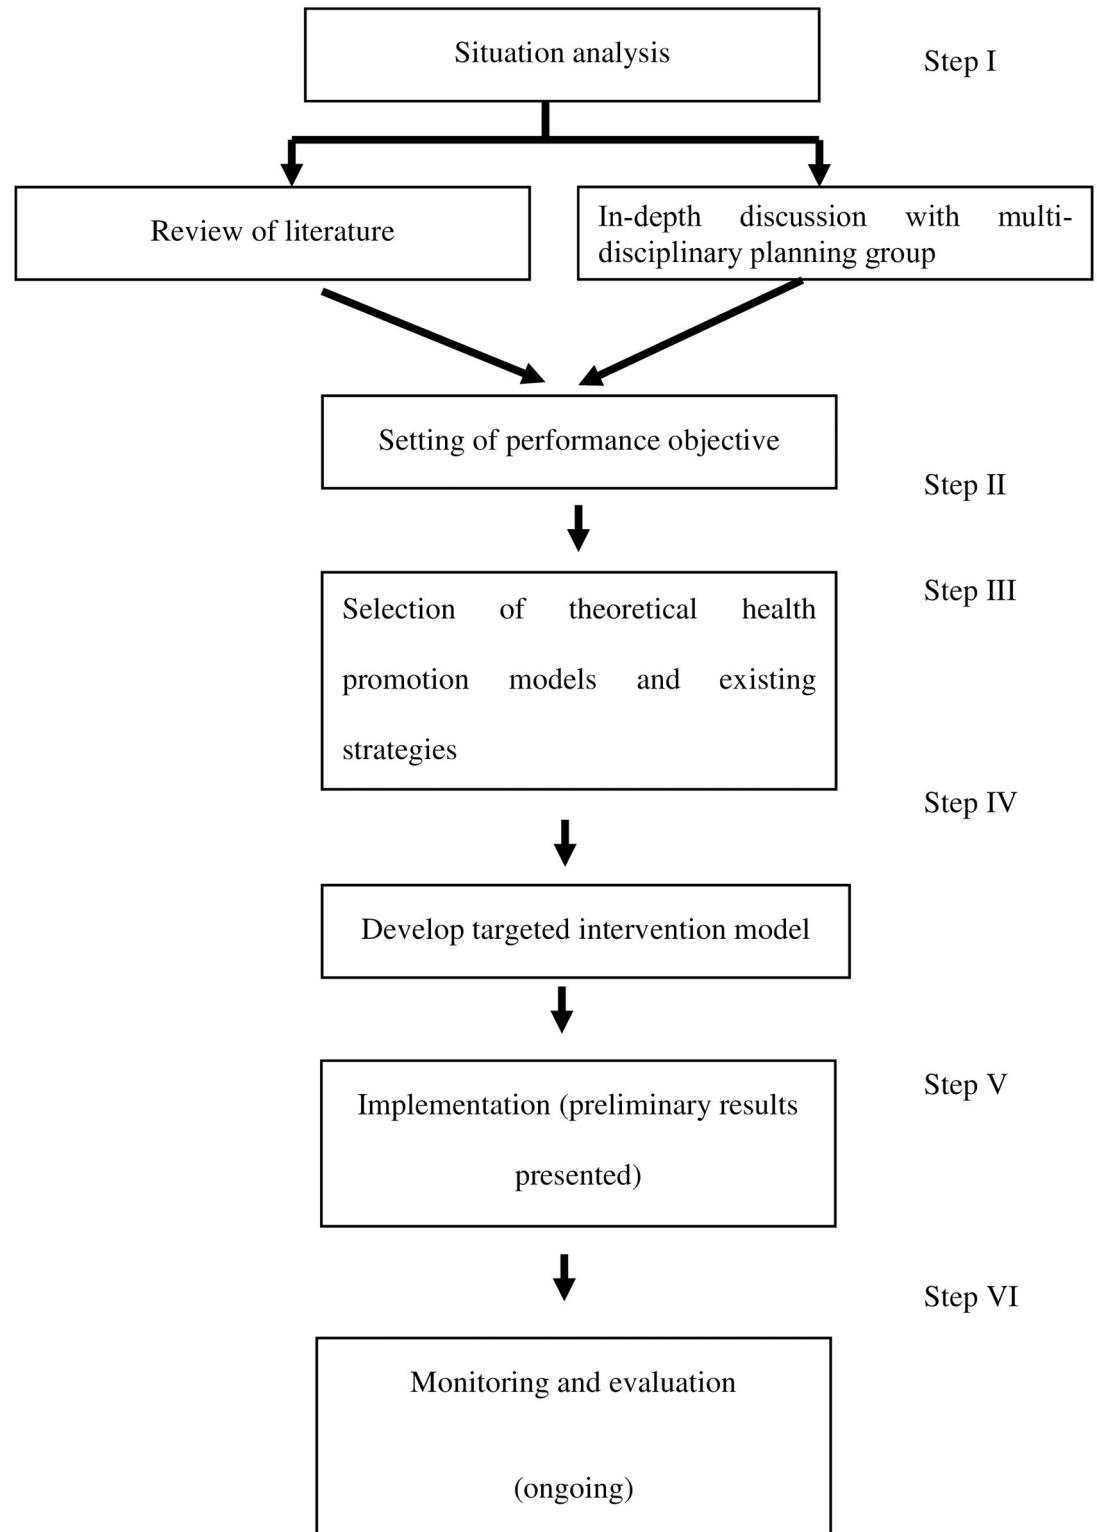 Situation analysis
Step I
Review of literature
In-depth discussion with multi-
disciplinary planning group
Setting of performance objective
Step II
Step III
Selection of theoretical health
promotion models and existing
strategies
Step IV
Develop targeted intervention model
Step V
Implementation (preliminary results
presented)
Step VI
Monitoring and evaluation
(ongoing)